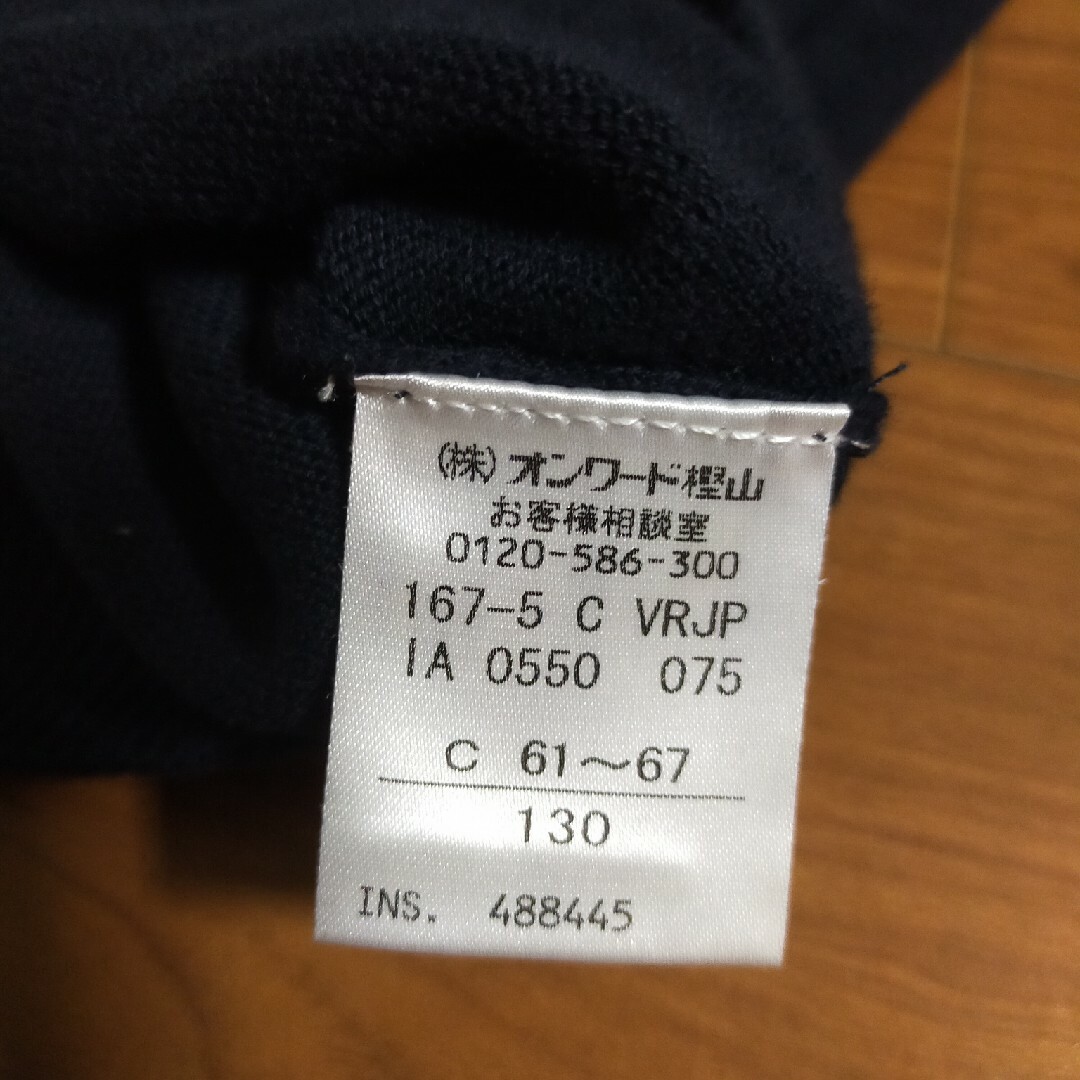 (株)オンワード樫山
お客様相談室
0120-586-300
167-5 C VRJP
IA 0550 075
C 61～67
130
INS. 488445